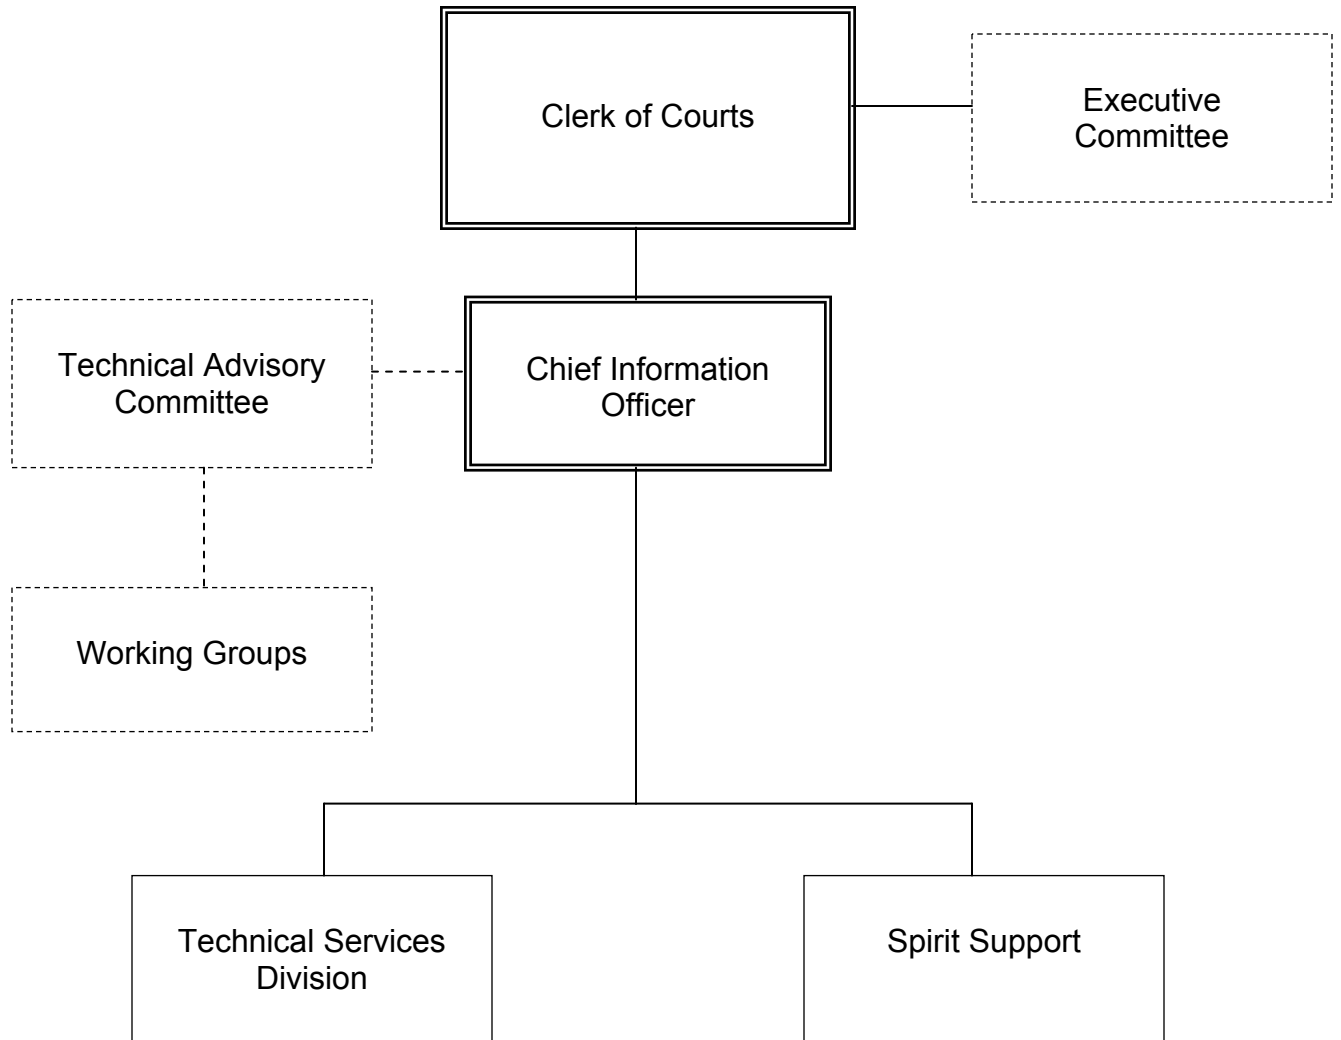 Clerk of Courts
Executive
Committee
Technical Advisory
Committee
Chief Information
Officer
Working Groups
Technical Services
Division
Spirit Support